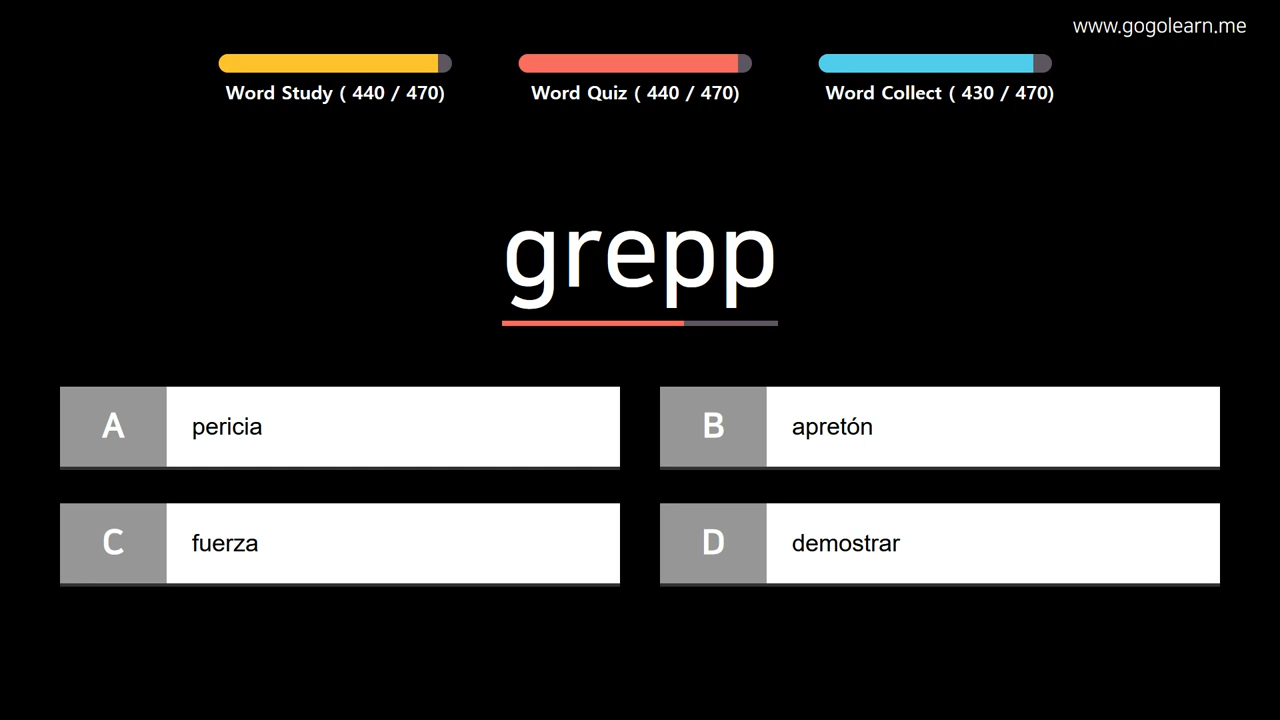 www.gogolearn.me
Word Study ( 440 / 470)
Word Quiz ( 440 / 470)
Word Collect ( 430 / 470)
grepp
A pericia
B apretón
C fuerza
D demostrar